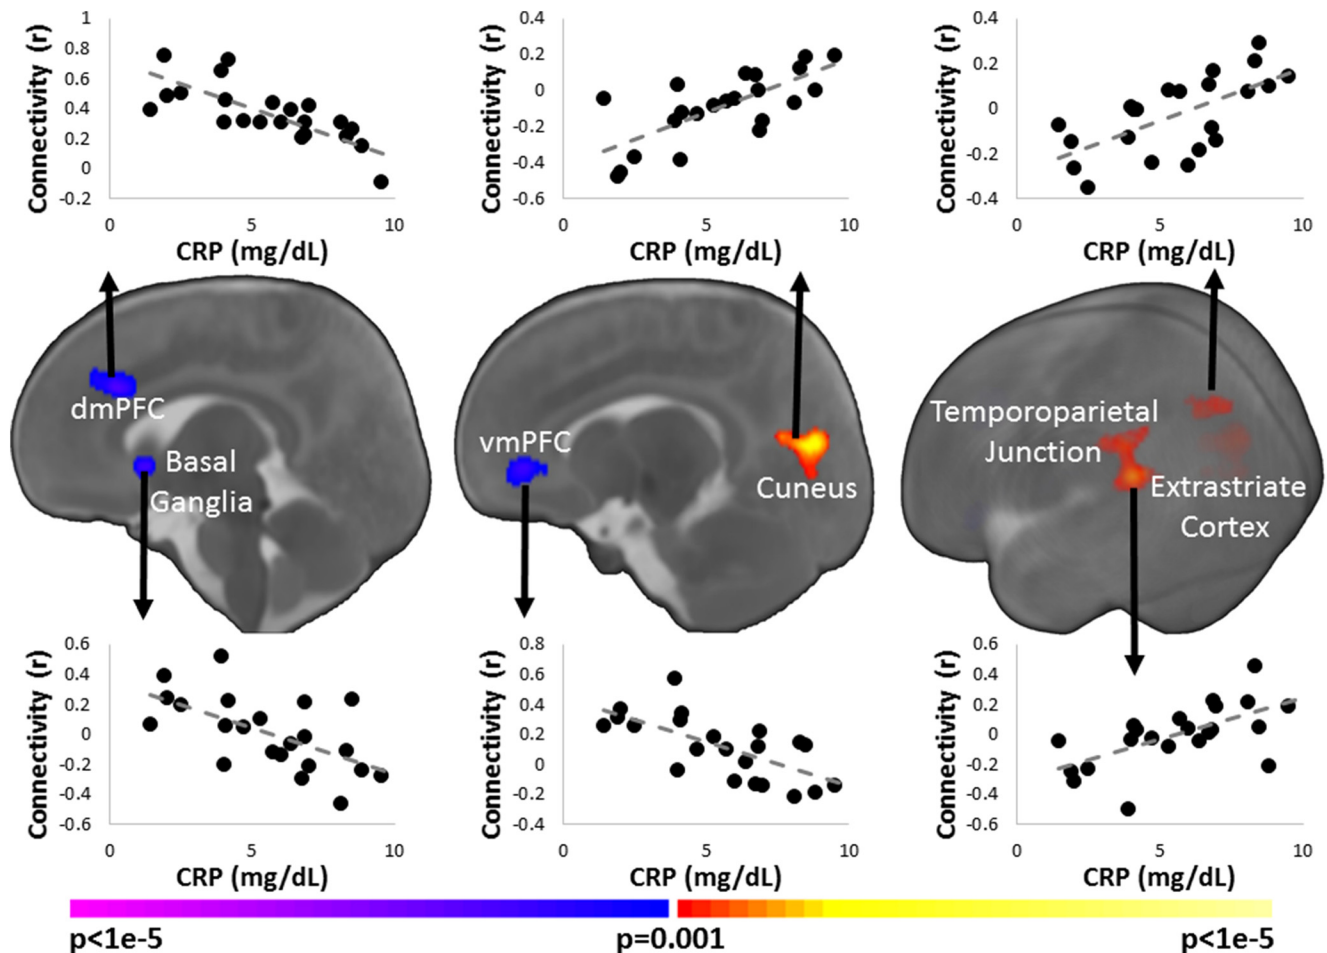 1
0.8
0.6
0.4
0.2
0
-0.2
Connectivity (r)
0 5 10
CRP (mg/dL)
0.4
0.2
0
-0.2
-0.4
-0.6
Connectivity (r)
0 5 10
CRP (mg/dL)
0.4
0.2
0
-0.2
-0.4
Connectivity (r)
0 5 10
CRP (mg/dL)
dmPFC
Basal
Ganglia
vmPFC
Cuneus
Temporoparietal
Junction
Extrastriate
Cortex
0.6
0.4
0.2
0
-0.2
-0.4
-0.6
Connectivity (r)
0 5 10
CRP (mg/dL)
0.8
0.6
0.4
0.2
0
-0.2
-0.4
Connectivity (r)
0 5 10
CRP (mg/dL)
0.6
0.4
0.2
0
-0.2
-0.4
-0.6
Connectivity (r)
0 5 10
CRP (mg/dL)
p<1e-5 p=0.001 p<1e-5